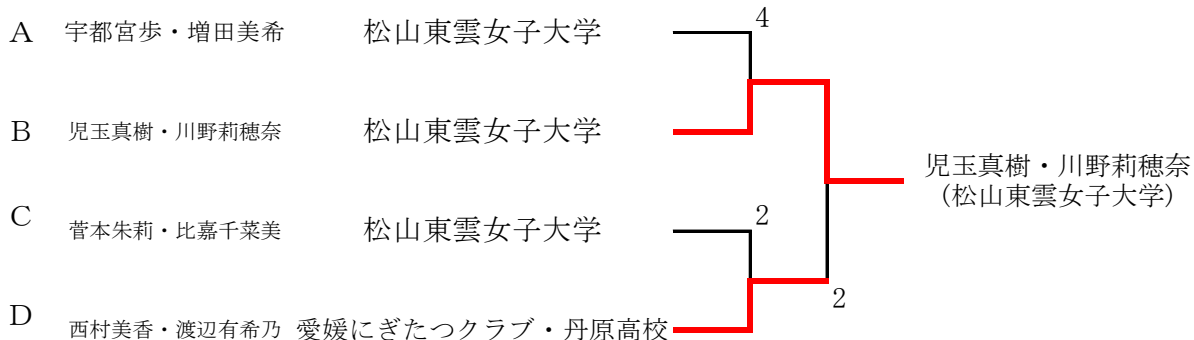 A 宇都宮歩・増田美希 松山東雲女子大学 4
B 児玉真樹・川野莉穂奈 松山東雲女子大学
児玉真樹・川野莉穂奈
(松山東雲女子大学)
C 菅本朱莉・比嘉千菜美 松山東雲女子大学 2
2
D 西村美香・渡辺有希乃 愛媛にぎたつクラブ・丹原高校